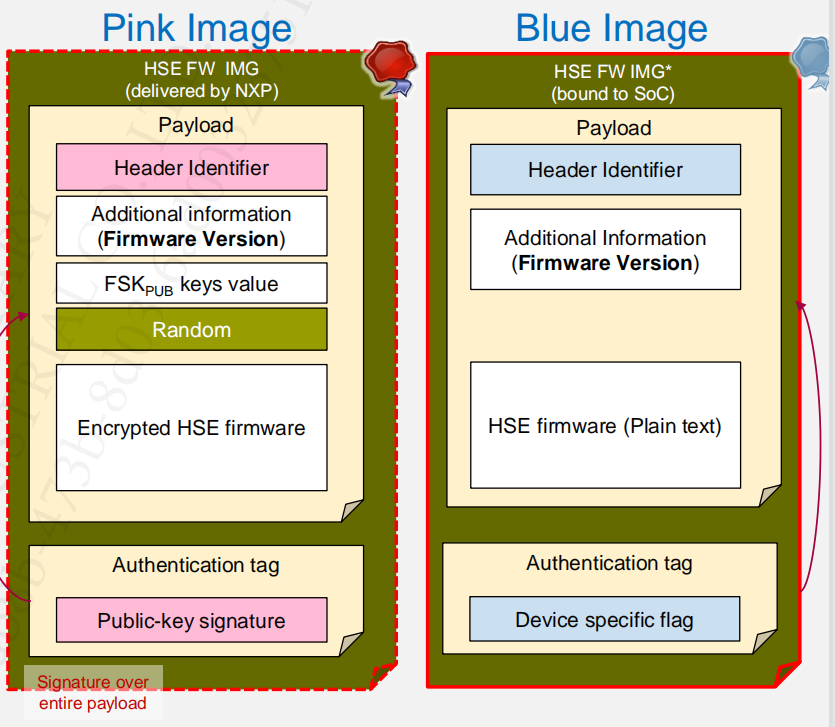 Pink Image
HSE FW IMG
(delivered by NXP)
Payload
Header Identifier
Additional information
(Firmware Version)
FSKPUB keys value
Random
Encrypted HSE firmware
Authentication tag
Public-key signature
Signature over
entire payload
Blue Image
HSE FW IMG*
(bound to SoC)
Payload
Header Identifier
Additional Information
(Firmware Version)
HSE firmware (Plain text)
Authentication tag
Device specific flag